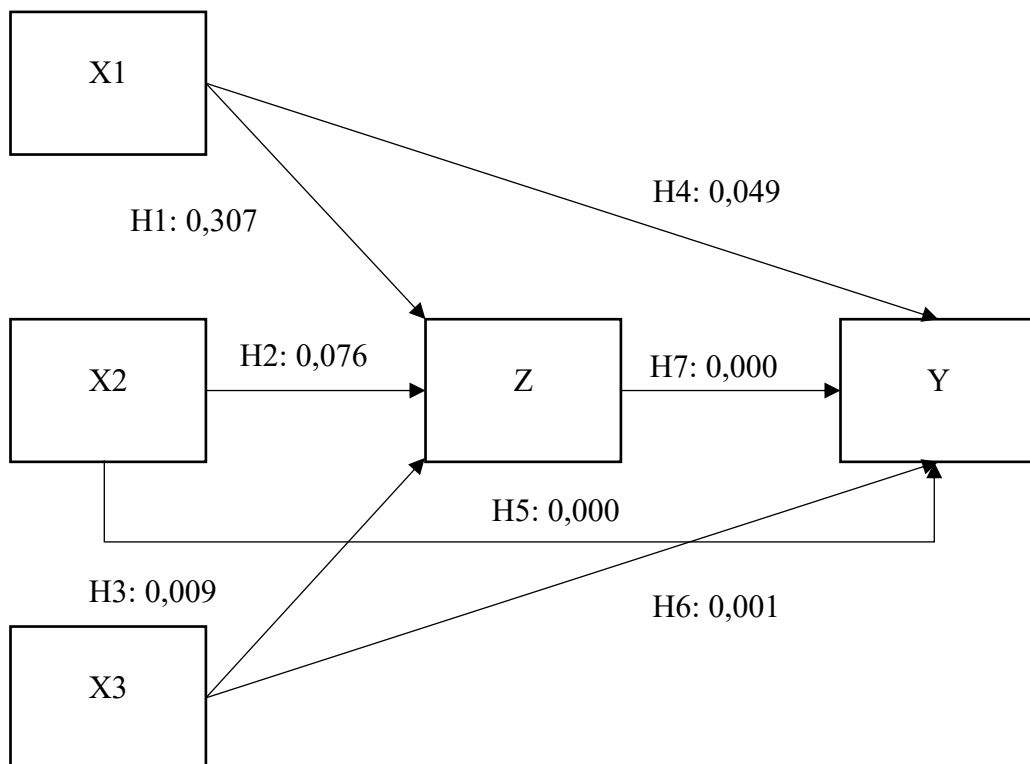 X1
H4: 0,049
H1: 0,307
H2: 0,076
H7: 0,000
X2
Z
Y
H5: 0,000
H3: 0,009
H6: 0,001
X3